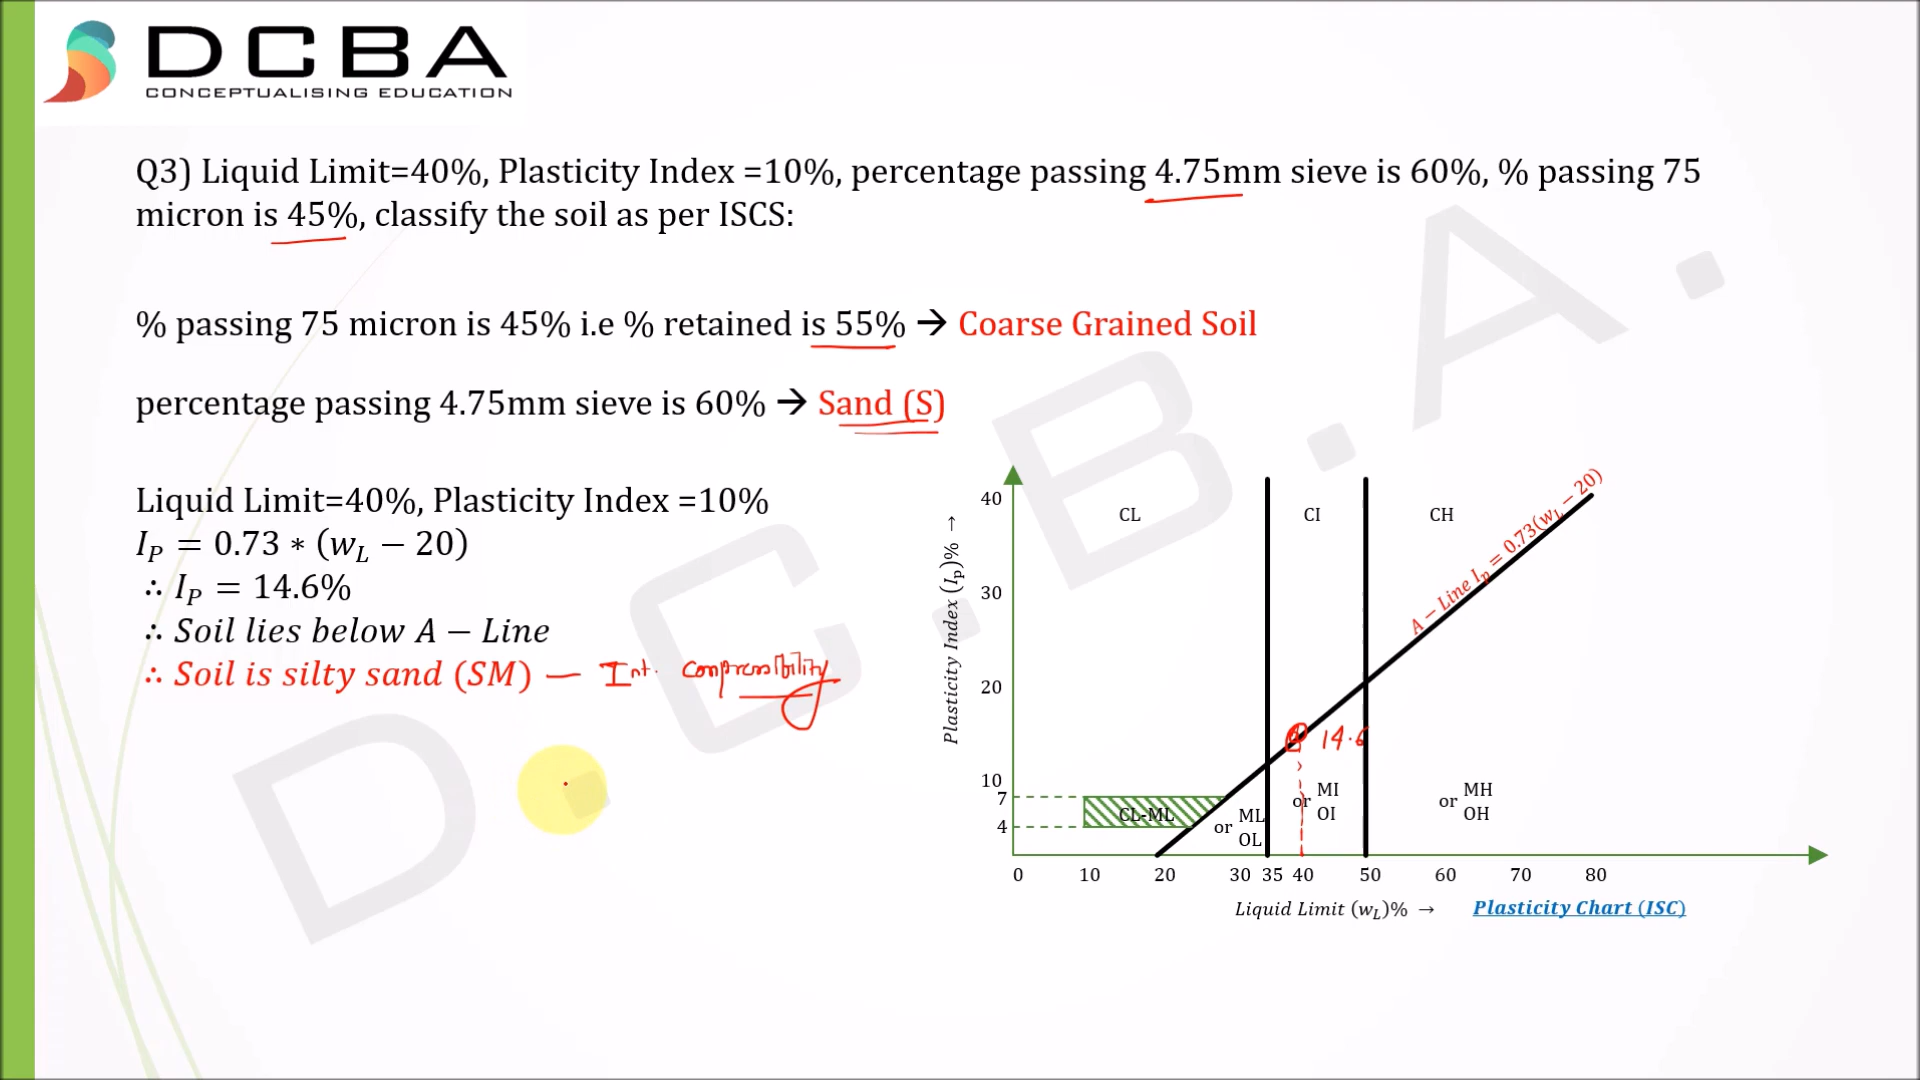 DCBA
CONCEPTUALISING EDUCATION
Q3) Liquid Limit=40%, Plasticity Index =10%, percentage passing 4.75mm sieve is 60%, % passing 75
micron is 45%, classify the soil as per ISCS:
% passing 75 micron is 45% i.e % retained is 55% → Coarse Grained Soil
percentage passing 4.75mm sieve is 60% → Sand (S)
Liquid Limit=40%, Plasticity Index =10%
I_P = 0.73 ∗ (w_L − 20)
∴ I_P = 14.6%
∴ Soil lies below A − Line
∴ Soil is silty sand (SM) — Int. compressibility
D.C.B.A.
Plasticity Index (I_p)% →
40
30
20
10
7
4
CL
CI
CH
A − Line I_p = 0.73(w_L − 20)
14.6
CL-ML
or ML
OL
or MI
OI
or MH
OH
0 10 20 30 35 40 50 60 70 80
Liquid Limit (w_L)% →
Plasticity Chart (ISC)